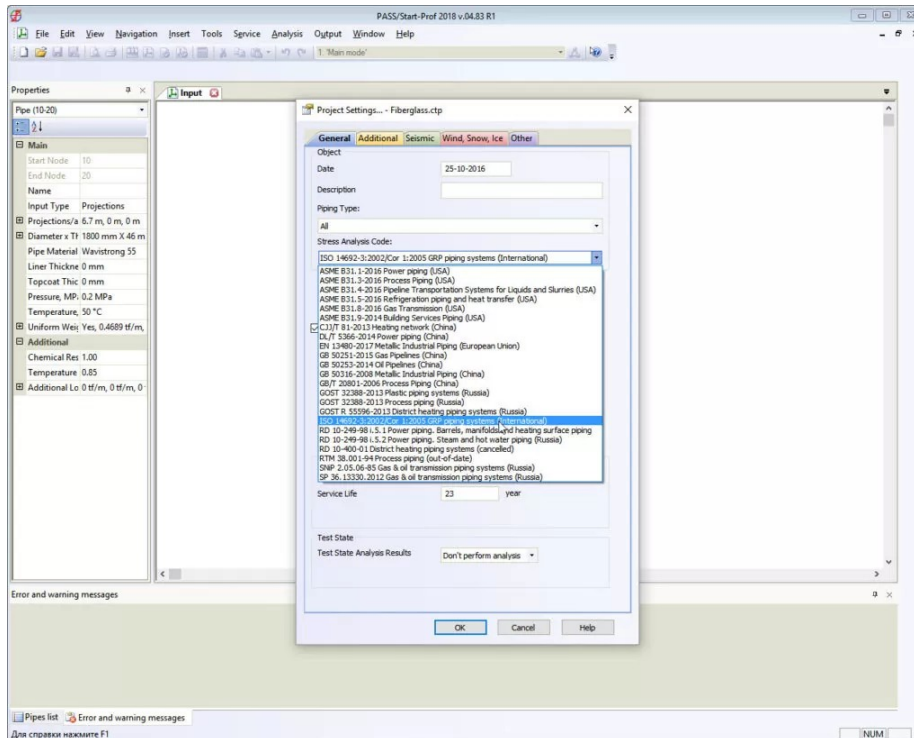 PASS/Start-Prof 2018 v.04.83 R1
File Edit View Navigation Insert Tools Service Analysis Output Window Help
1 'Main mode'
Properties
Pipe (10-20)
Main
Start Node 10
End Node 20
Name
Input Type Projections
Projections/a 6.7 m, 0 m, 0 m
Diameter x Th 1800 mm X 46 m
Pipe Material Wavistrong 55
Liner Thickne 0 mm
Topcoat Thic 0 mm
Pressure, MP. 0.2 MPa
Temperature, 50 °C
Uniform Weig Yes, 0.4689 tf/m,
Additional
Chemical Res 1.00
Temperature 0.85
Additional Lo 0 tf/m, 0 tf/m, 0
Input
Project Settings... - Fiberglass.ctp
General Additional Seismic Wind, Snow, Ice Other
Object
Date 25-10-2016
Description
Piping Type:
All
Stress Analysis Code:
ISO 14692-3:2002/Cor 1:2005 GRP piping systems (International)
ASME B31.1-2016 Power piping (USA)
ASME B31.3-2016 Process Piping (USA)
ASME B31.4-2016 Pipeline Transportation Systems for Liquids and Slurries (USA)
ASME B31.5-2016 Refrigeration piping and heat transfer (USA)
ASME B31.8-2016 Gas Transmission (USA)
ASME B31.9-2014 Building Services Piping (USA)
CJJ/T 81-2013 Heating network (China)
DL/T 5366-2014 Power piping (China)
EN 13480-2017 Metallic Industrial Piping (European Union)
GB 50251-2015 Gas Pipelines (China)
GB 50253-2014 Oil Pipelines (China)
GB 50316-2008 Metallic Industrial Piping (China)
GB/T 20801-2006 Process Piping (China)
GOST 32388-2013 Plastic piping systems (Russia)
GOST 32388-2013 Process piping (Russia)
GOST R 55596-2013 District heating piping systems (Russia)
ISO 14692-3:2002/Cor 1:2005 GRP piping systems (International)
RD 10-249-98 i.5.1 Power piping. Barrels, manifolds and heating surface piping
RD 10-249-98 i.5.2 Power piping. Steam and hot water piping (Russia)
RD 10-400-01 District heating piping systems (cancelled)
RTM 38.001-94 Process piping (out-of-date)
SNiP 2.05.06-85 Gas & oil transmission piping systems (Russia)
SP 36.13330.2012 Gas & oil transmission piping systems (Russia)
Service Life 23 year
Test State
Test State Analysis Results Don't perform analysis
OK Cancel Help
Error and warning messages
Pipes list Error and warning messages
Для справки нажмите F1
NUM